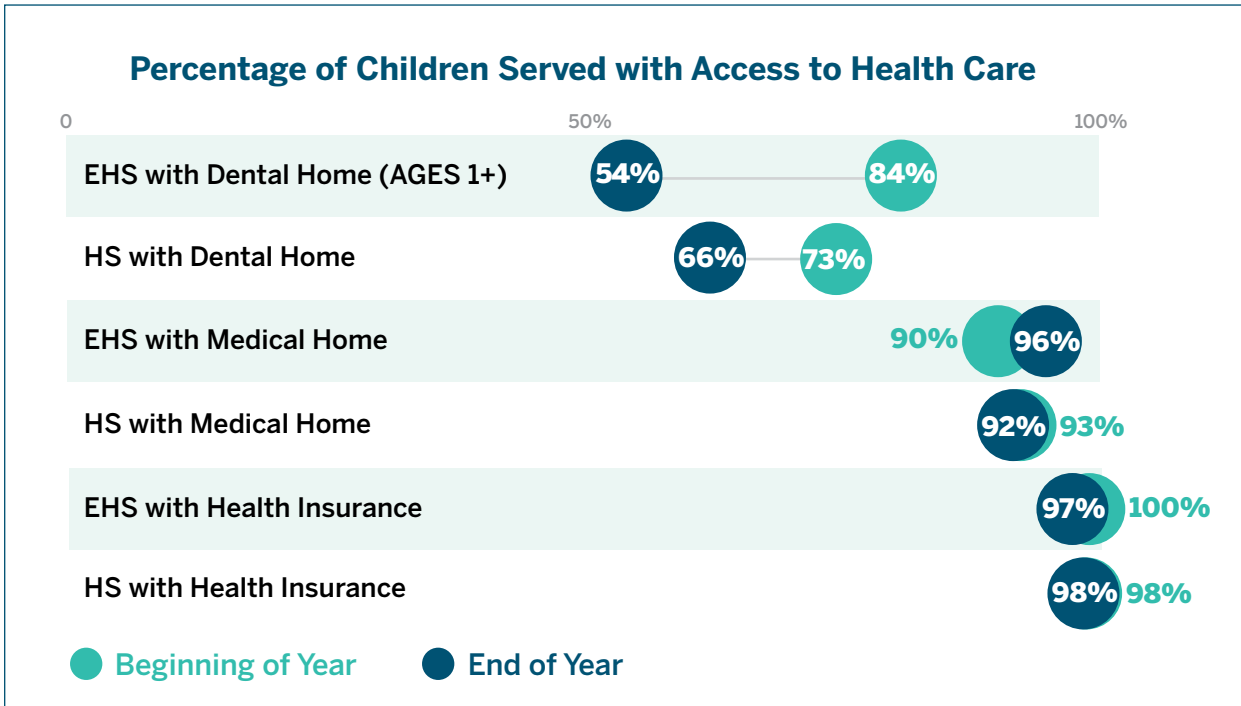 Percentage of Children Served with Access to Health Care
0 50% 100%
EHS with Dental Home (AGES 1+) 54% 84%
HS with Dental Home 66% 73%
EHS with Medical Home 90% 96%
HS with Medical Home 92% 93%
EHS with Health Insurance 97% 100%
HS with Health Insurance 98% 98%
Beginning of Year End of Year